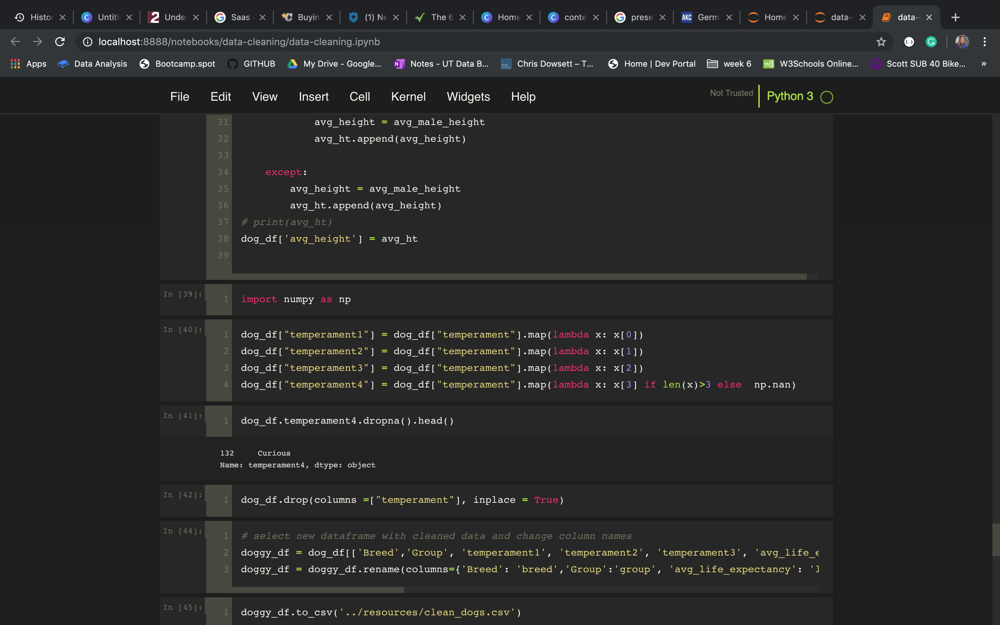 Histor Untitl Under Saas Buyin (1) Ne The 6 Home conte prese AKC Germ Home data- data-
localhost:8888/notebooks/data-cleaning/data-cleaning.ipynb
Apps Data Analysis Bootcamp.spot GITHUB My Drive - Google... Notes - UT Data B... Chris Dowsett – T... Home | Dev Portal week 6 W3Schools Online... Scott SUB 40 Bike... »
File Edit View Insert Cell Kernel Widgets Help Not Trusted Python 3
31 avg_height = avg_male_height
32 avg_ht.append(avg_height)
33
34 except:
35 avg_height = avg_male_height
36 avg_ht.append(avg_height)
37 # print(avg_ht)
38 dog_df['avg_height'] = avg_ht
39
In [39]: 1 import numpy as np
In [40]: 1 dog_df["temperament1"] = dog_df["temperament"].map(lambda x: x[0])
2 dog_df["temperament2"] = dog_df["temperament"].map(lambda x: x[1])
3 dog_df["temperament3"] = dog_df["temperament"].map(lambda x: x[2])
4 dog_df["temperament4"] = dog_df["temperament"].map(lambda x: x[3] if len(x)>3 else  np.nan)
In [41]: 1 dog_df.temperament4.dropna().head()
132 Curious
Name: temperament4, dtype: object
In [42]: 1 dog_df.drop(columns =["temperament"], inplace = True)
In [44]: 1 # select new dataframe with cleaned data and change column names
2 doggy_df = dog_df[['Breed','Group', 'temperament1', 'temperament2', 'temperament3', 'avg_life_e
3 doggy_df = doggy_df.rename(columns={'Breed': 'breed','Group':'group', 'avg_life_expectancy': '
In [45]: 1 doggy_df.to_csv('../resources/clean_dogs.csv')